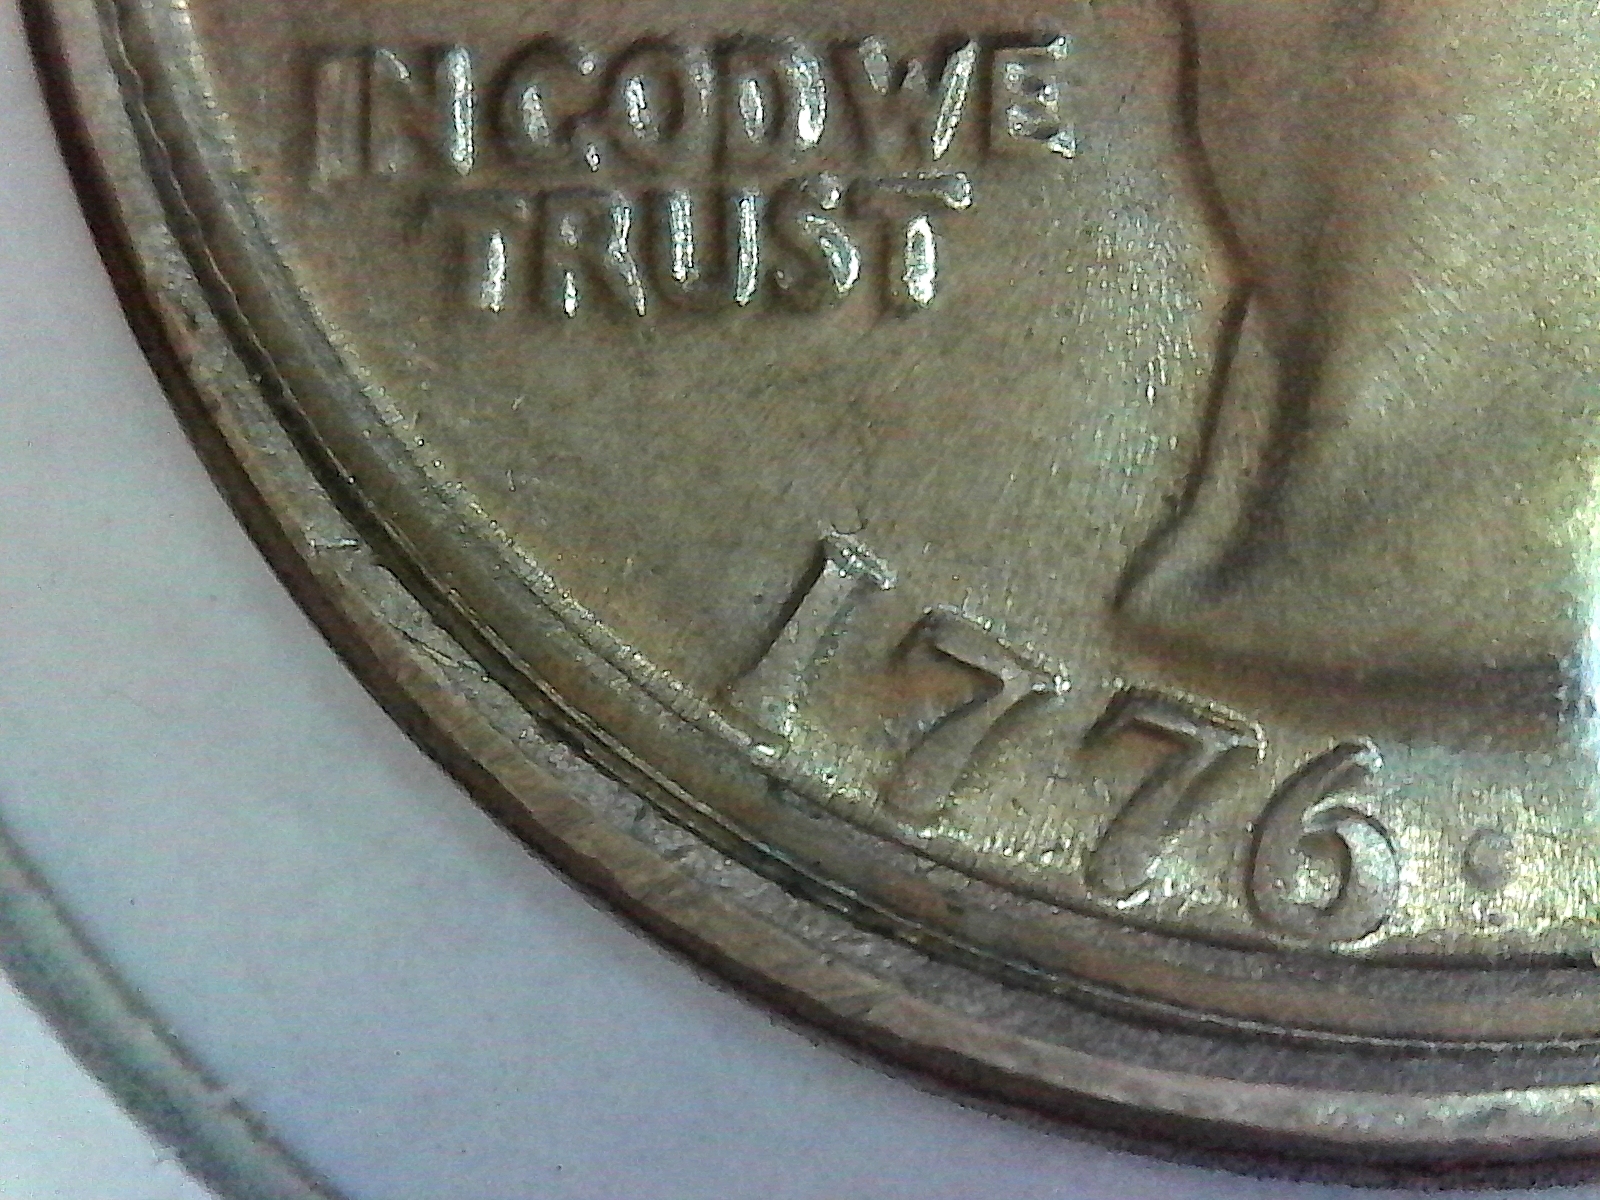 IN GOD WE
TRUST
1776 ·